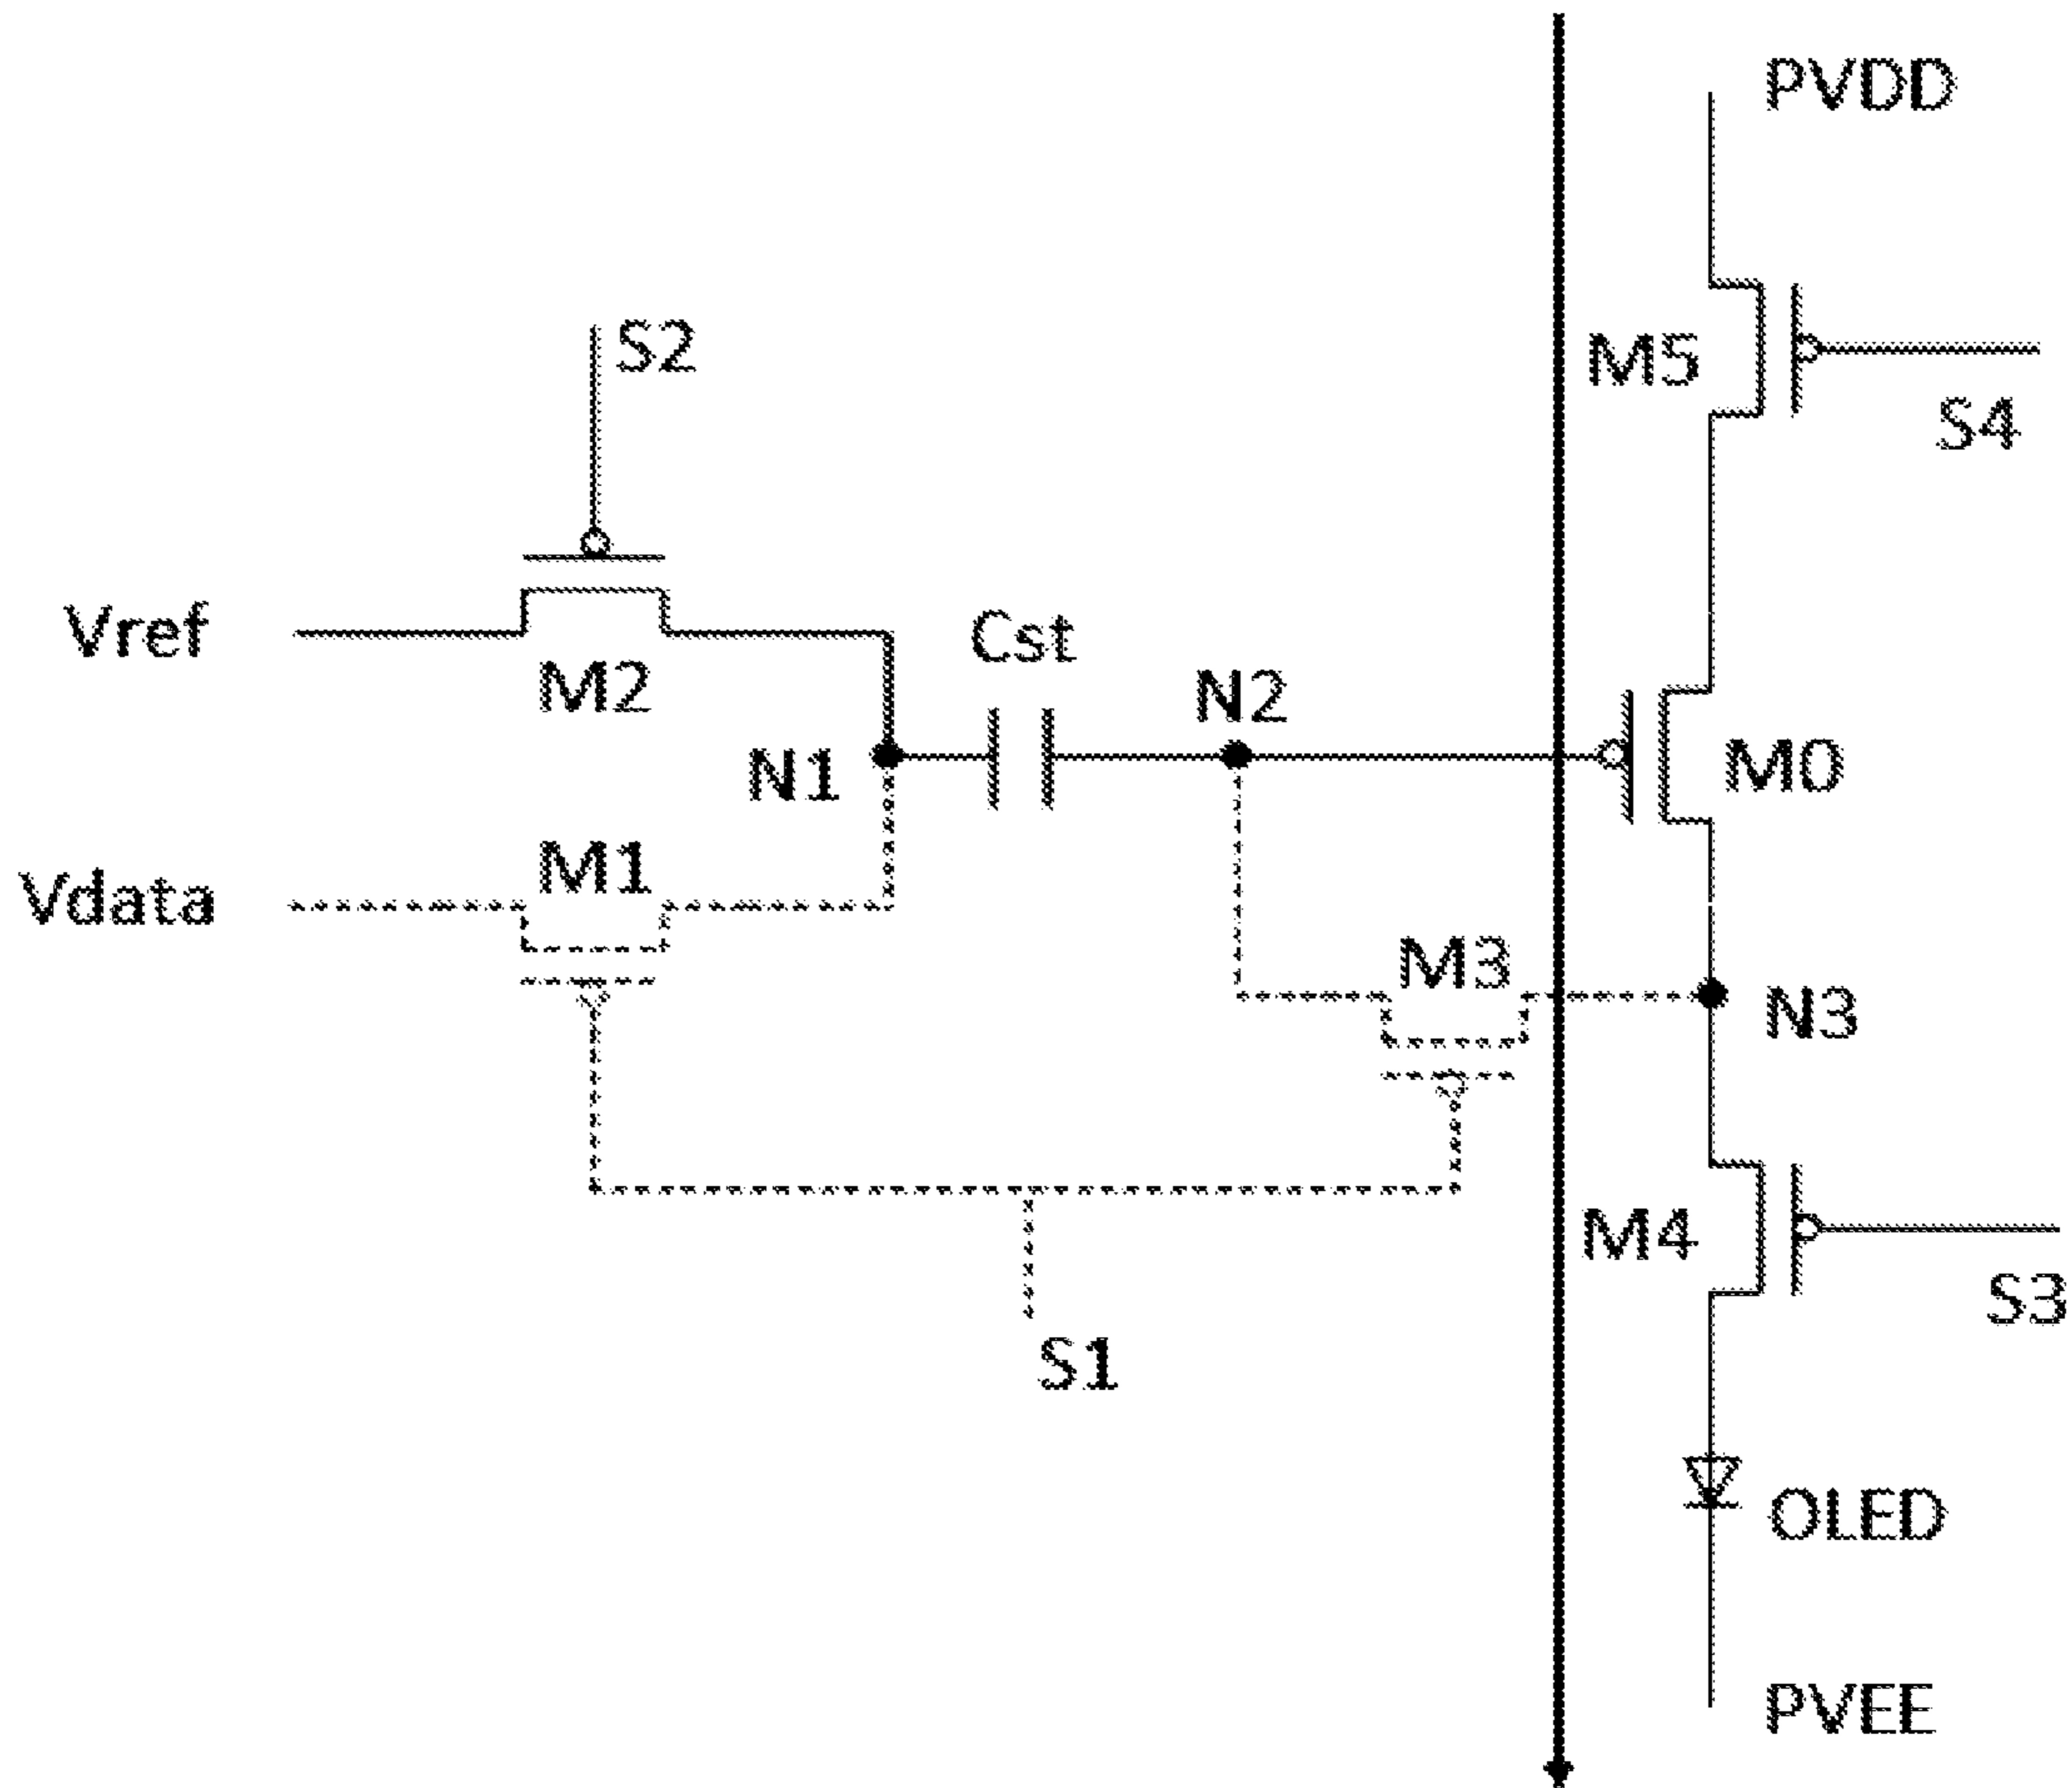 PVDD
S2
M5
S4
Vref
M2
Cst
N2
N1
M0
Vdata
M1
M3
N3
M4
S3
S1
OLED
PVEE